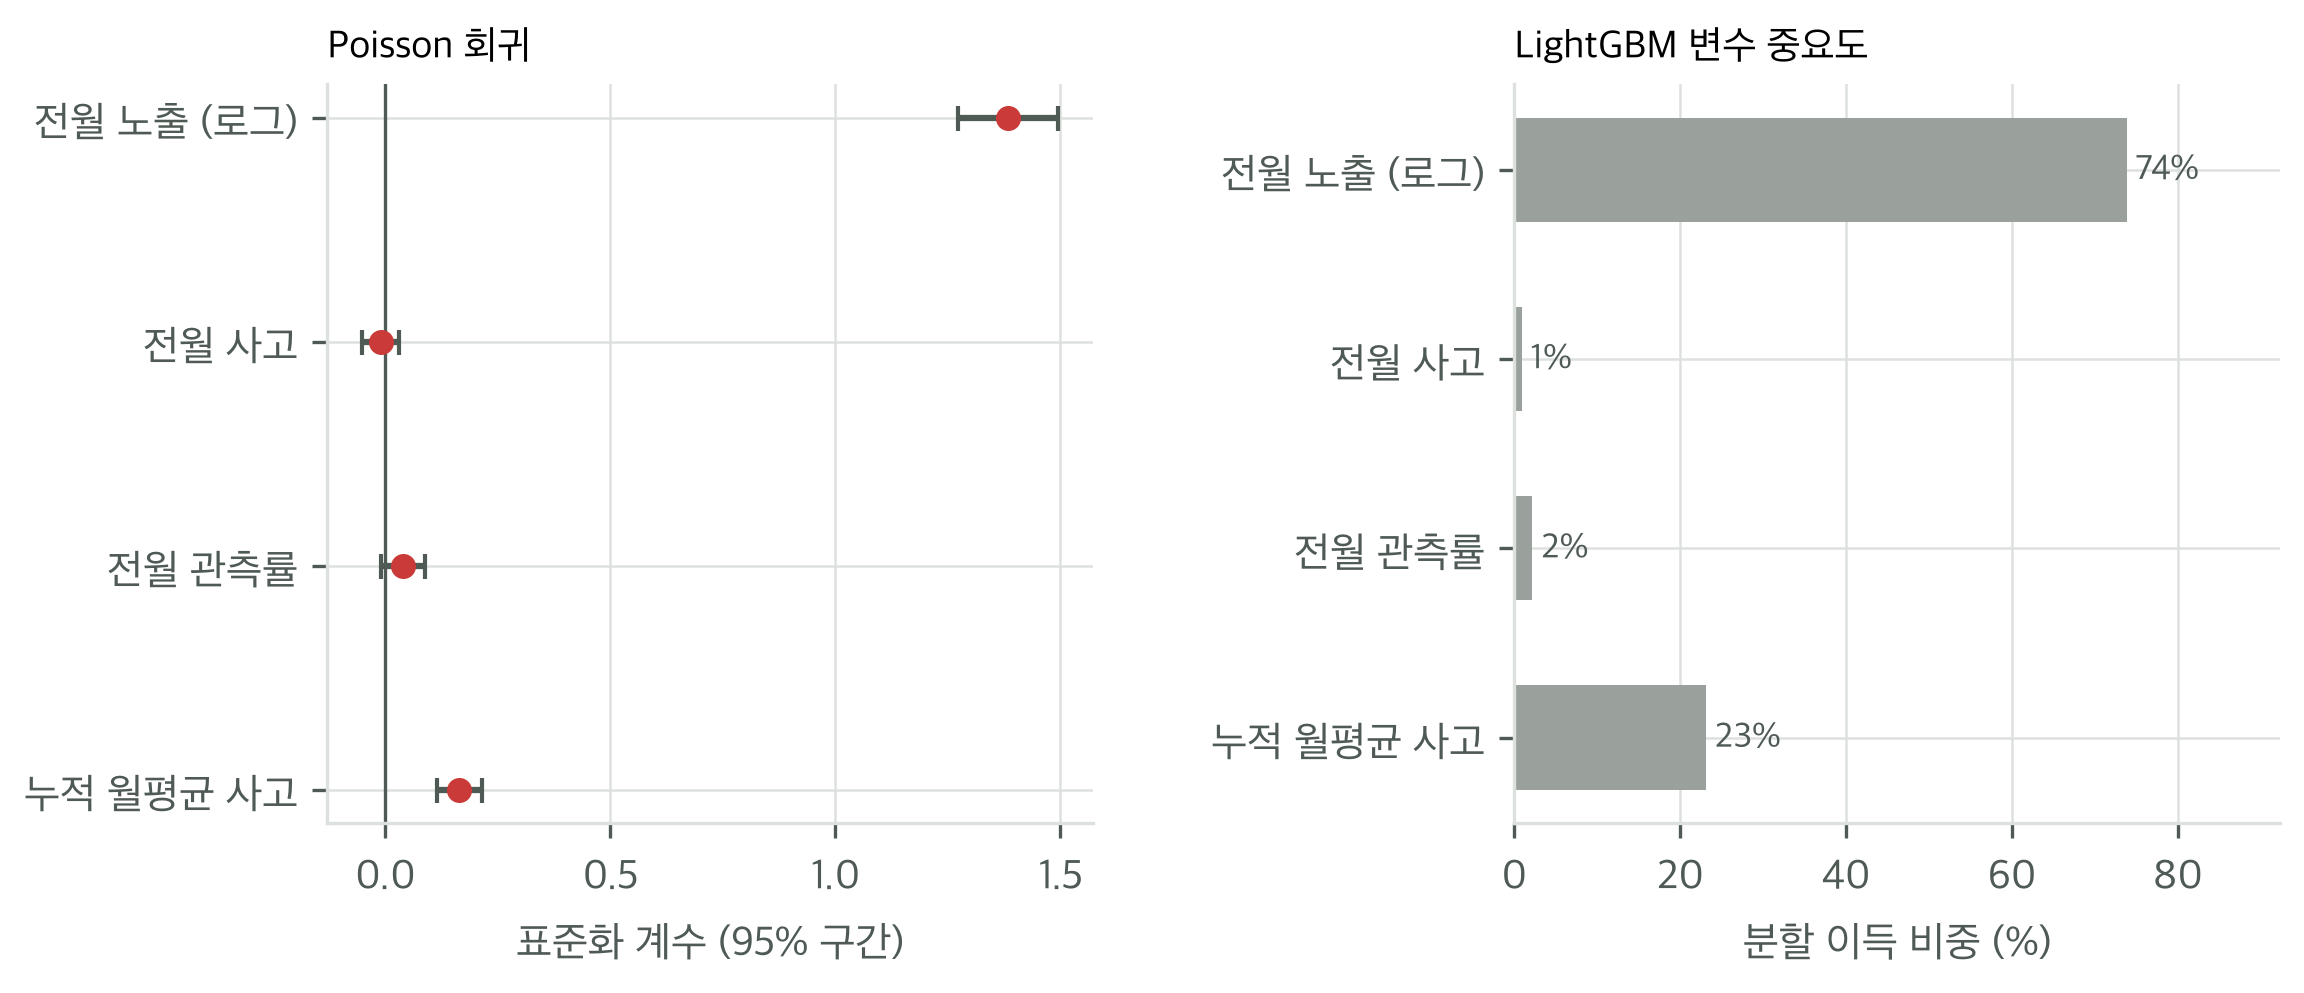 Poisson 회귀
전월 노출 (로그)
전월 사고
전월 관측률
누적 월평균 사고
0.0 0.5 1.0 1.5
표준화 계수 (95% 구간)
LightGBM 변수 중요도
전월 노출 (로그) 74%
전월 사고 1%
전월 관측률 2%
누적 월평균 사고 23%
0 20 40 60 80
분할 이득 비중 (%)